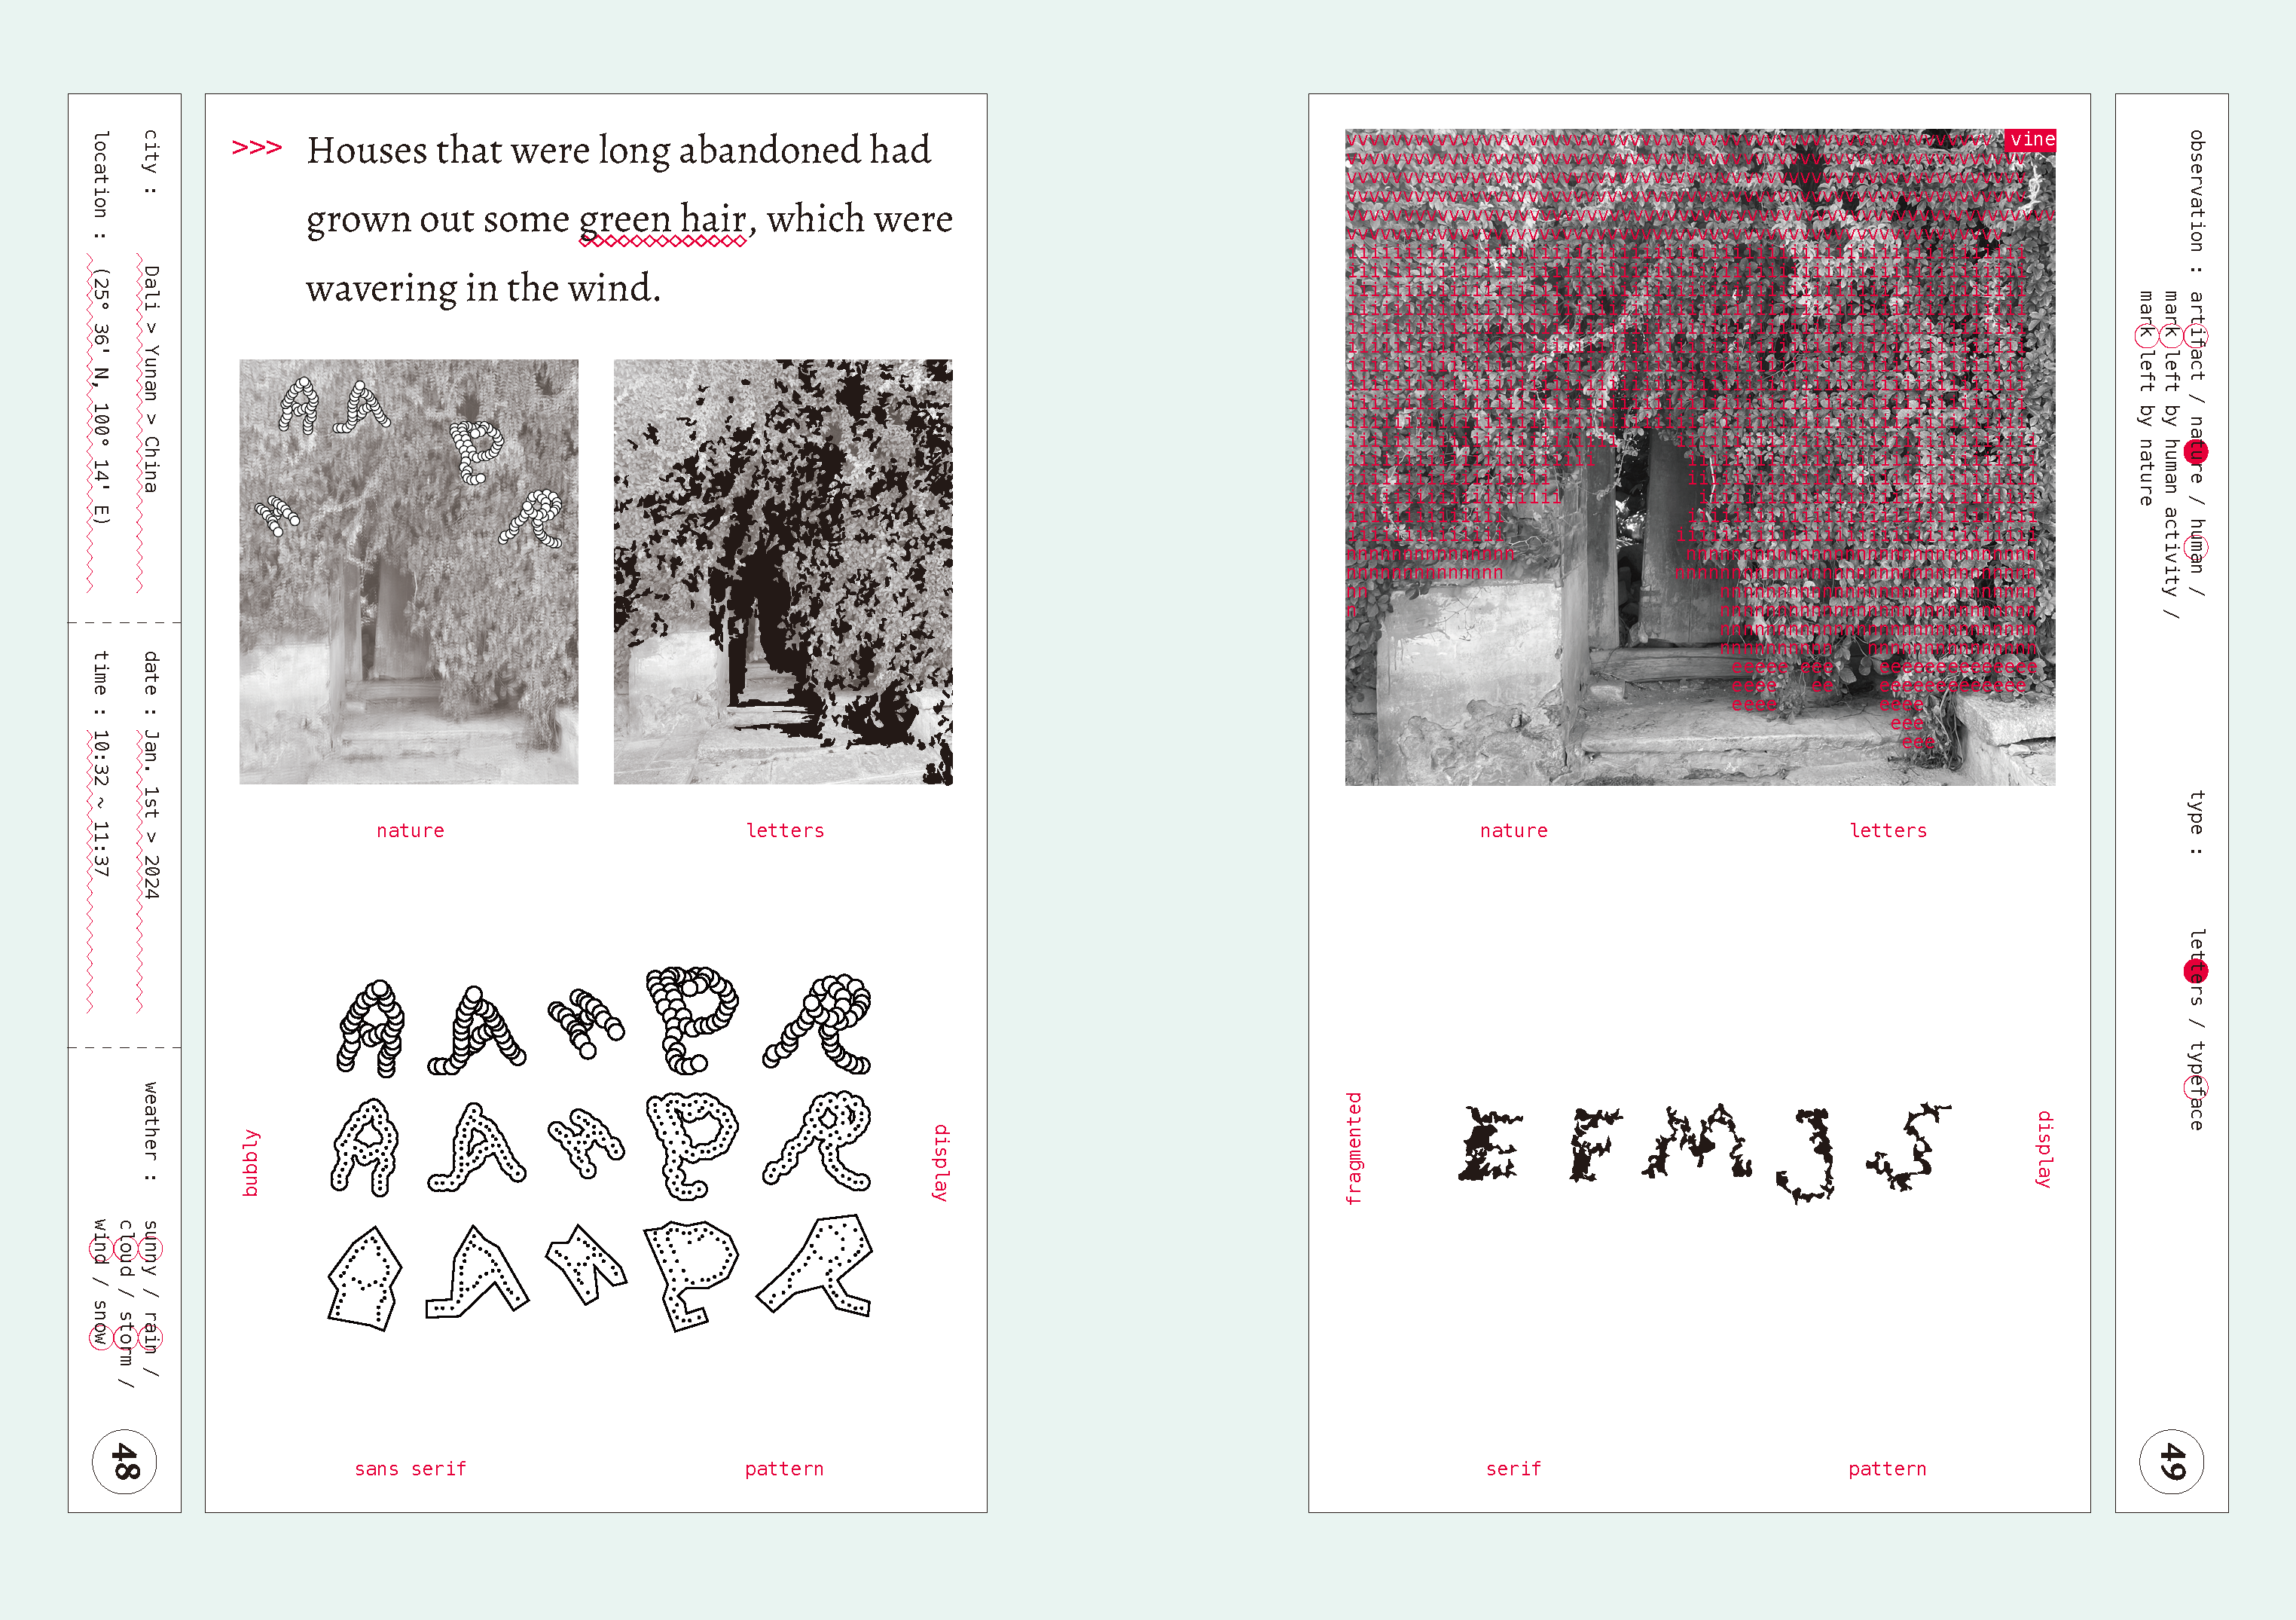 city : Dali > Yunan > China
location : (25° 36' N, 100° 14' E)
date : Jan. 1st > 2024
time : 10:32 ~ 11:37
weather : sunny / rain /
cloud / storm /
wind / snow
48
>>> Houses that were long abandoned had
grown out some green hair, which were
wavering in the wind.
A A M P R
nature
letters
A A M P R
A A M P R
A A M P R
bubbly
display
sans serif
pattern
vine
nature
letters
E F M J S
fragmented
display
serif
pattern
observation : artifact / nature / human /
mark left by human activity /
mark left by nature
type : letters / typeface
49